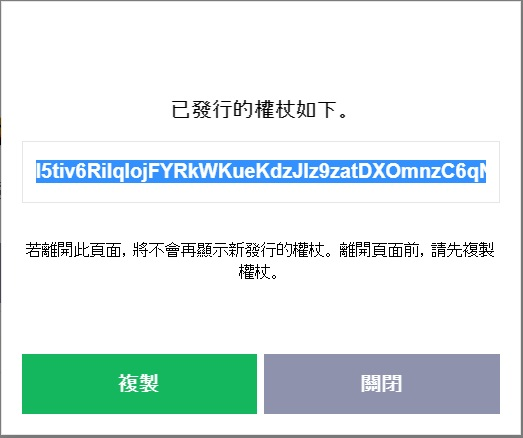 已發行的權杖如下。
I5tiv6RiIqIojFYRkWKueKdzJIz9zatDXOmnzC6qN
若離開此頁面, 將不會再顯示新發行的權杖。離開頁面前, 請先複製
權杖。
複製
關閉